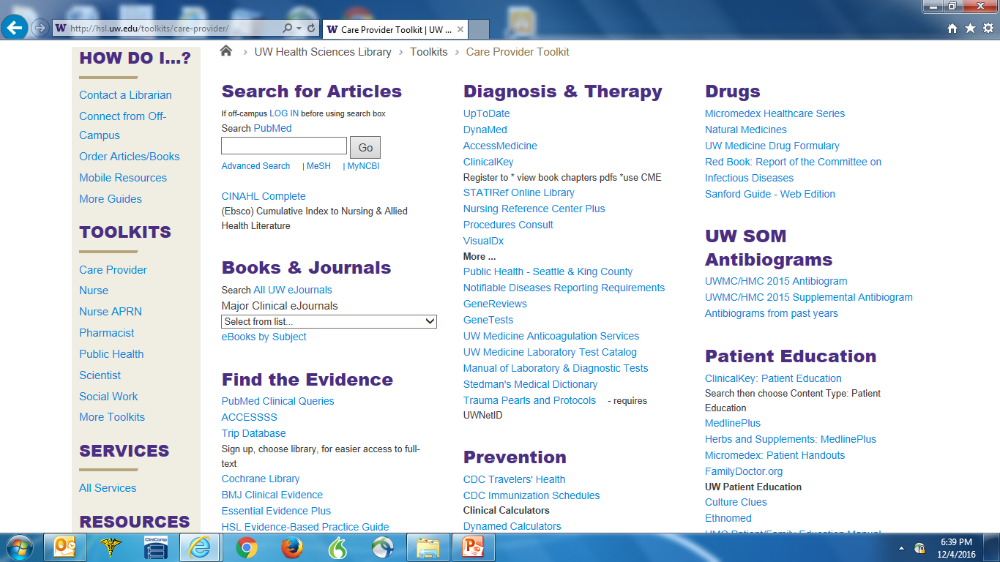 http://hsl.uw.edu/toolkits/care-provider/
Care Provider Toolkit | UW ...
HOW DO I...?
Contact a Librarian
Connect from Off-
Campus
Order Articles/Books
Mobile Resources
More Guides
TOOLKITS
Care Provider
Nurse
Nurse APRN
Pharmacist
Public Health
Scientist
Social Work
More Toolkits
SERVICES
All Services
RESOURCES
UW Health Sciences Library > Toolkits > Care Provider Toolkit
Search for Articles
If off-campus LOG IN before using search box
Search PubMed
Go
Advanced Search | MeSH | MyNCBI
CINAHL Complete
(Ebsco) Cumulative Index to Nursing & Allied
Health Literature
Books & Journals
Search All UW eJournals
Major Clinical eJournals
Select from list...
eBooks by Subject
Find the Evidence
PubMed Clinical Queries
ACCESSSS
Trip Database
Sign up, choose library, for easier access to full-
text
Cochrane Library
BMJ Clinical Evidence
Essential Evidence Plus
HSL Evidence-Based Practice Guide
Diagnosis & Therapy
UpToDate
DynaMed
AccessMedicine
ClinicalKey
Register to * view book chapters pdfs *use CME
STAT!Ref Online Library
Nursing Reference Center Plus
Procedures Consult
VisualDx
More ...
Public Health - Seattle & King County
Notifiable Diseases Reporting Requirements
GeneReviews
GeneTests
UW Medicine Anticoagulation Services
UW Medicine Laboratory Test Catalog
Manual of Laboratory & Diagnostic Tests
Stedman's Medical Dictionary
Trauma Pearls and Protocols - requires
UWNetID
Prevention
CDC Travelers' Health
CDC Immunization Schedules
Clinical Calculators
Dynamed Calculators
Drugs
Micromedex Healthcare Series
Natural Medicines
UW Medicine Drug Formulary
Red Book: Report of the Committee on
Infectious Diseases
Sanford Guide - Web Edition
UW SOM
Antibiograms
UWMC/HMC 2015 Antibiogram
UWMC/HMC 2015 Supplemental Antibiogram
Antibiograms from past years
Patient Education
ClinicalKey: Patient Education
Search then choose Content Type: Patient
Education
MedlinePlus
Herbs and Supplements: MedlinePlus
Micromedex: Patient Handouts
FamilyDoctor.org
UW Patient Education
Culture Clues
Ethnomed
HMC Patient/Family Education Manual
CliniComp
6:39 PM
12/4/2016